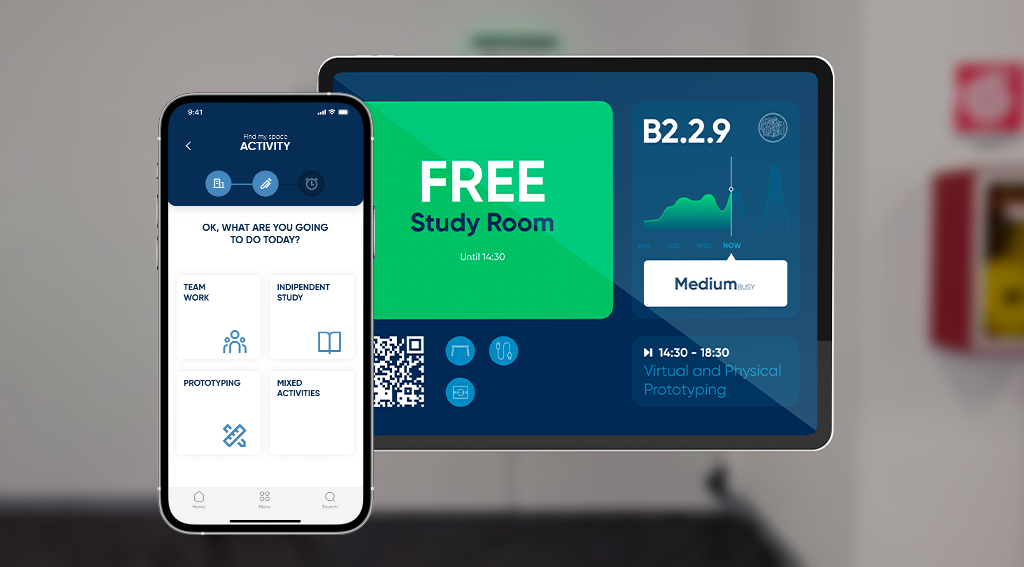 9:41
Find my space
ACTIVITY
OK, WHAT ARE YOU GOING
TO DO TODAY?
TEAM
WORK
INDIPENDENT
STUDY
PROTOTYPING
MIXED
ACTIVITIES
Home
Menu
Search
FREE
Study Room
Until 14:30
B2.2.9
NOW
Medium BUSY
14:30 - 18:30
Virtual and Physical
Prototyping